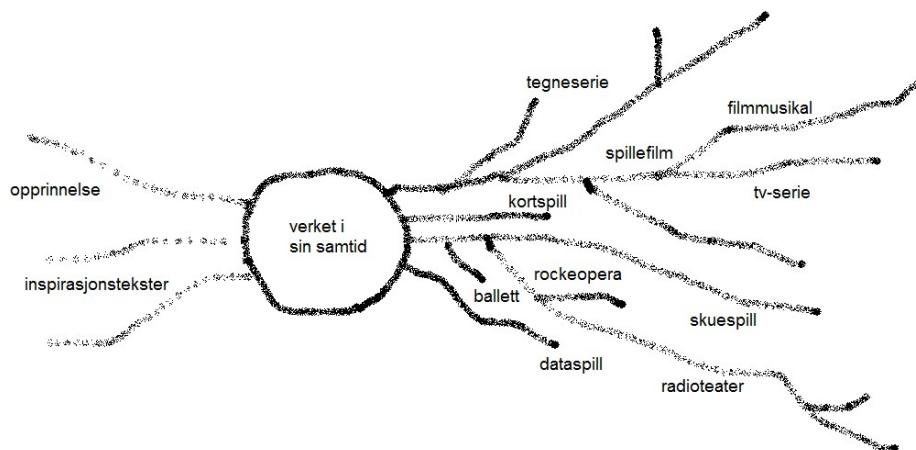 tegneserie
filmmusikal
spillefilm
opprinnelse
tv-serie
kortspill
verket i
sin samtid
rockeopera
inspirasjonstekster
ballett
skuespill
dataspill
radioteater